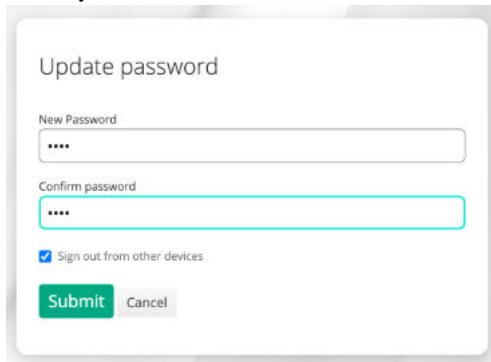 Update password
New Password
••••
Confirm password
••••
Sign out from other devices
Submit Cancel